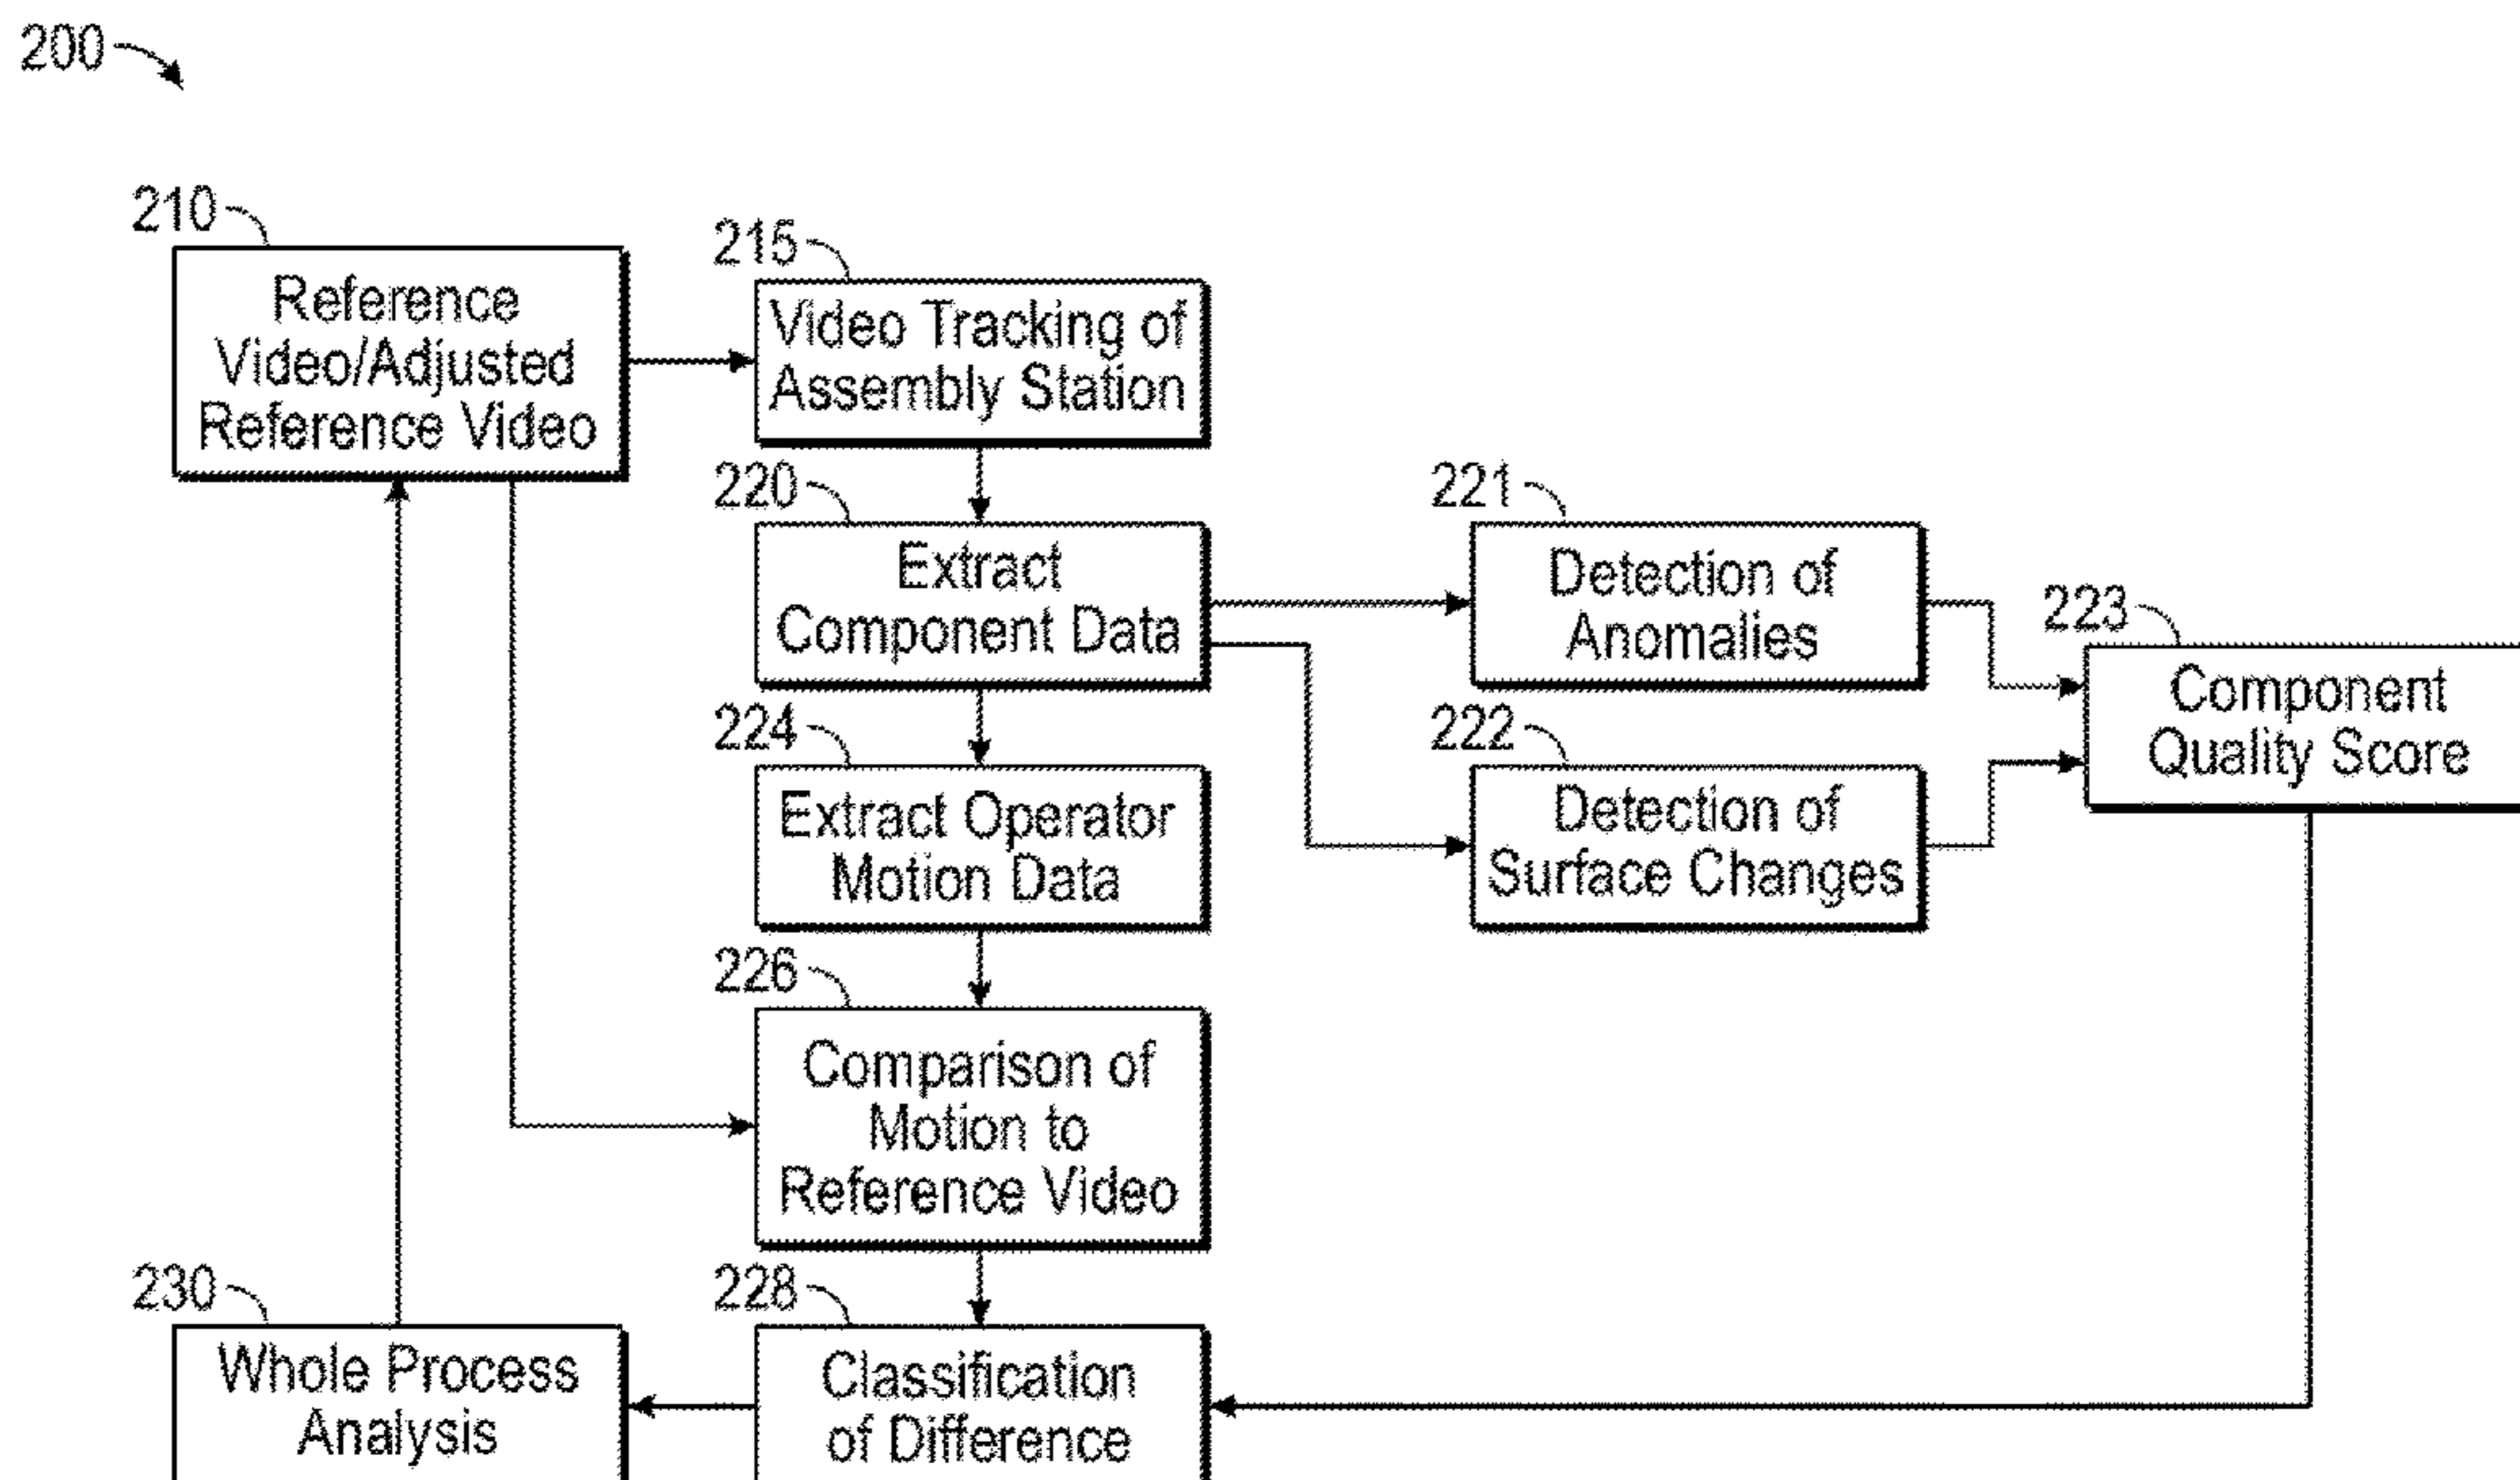 200
210
Reference
Video/Adjusted
Reference Video
215
Video Tracking of
Assembly Station
220
Extract
Component Data
221
Detection of
Anomalies
223
Component
Quality Score
224
Extract Operator
Motion Data
222
Detection of
Surface Changes
226
Comparison of
Motion to
Reference Video
230
Whole Process
Analysis
228
Classification
of Difference